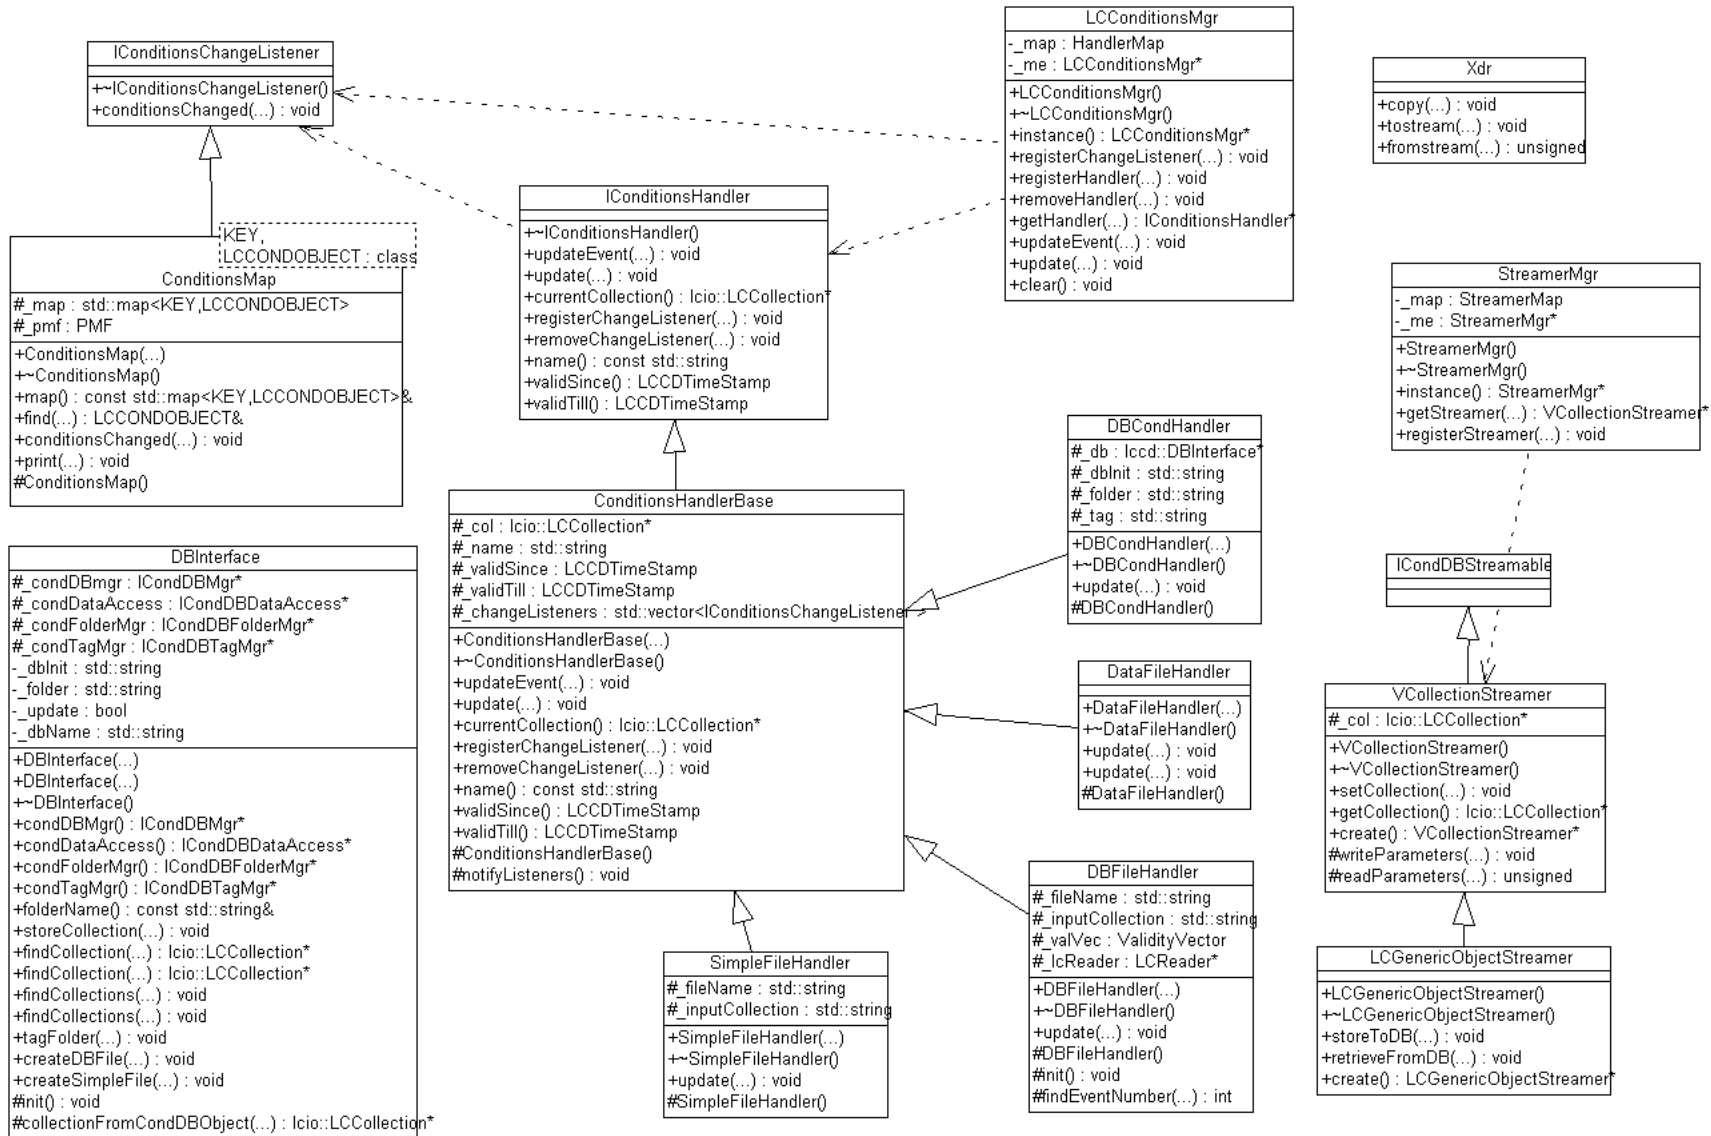 IConditionsChangeListener
+~IConditionsChangeListener()
+conditionsChanged(...) : void
KEY,
LCCONDOBJECT : class
ConditionsMap
#_map : std::map<KEY,LCCONDOBJECT>
#_pmf : PMF
+ConditionsMap(...)
+~ConditionsMap()
+map() : const std::map<KEY,LCCONDOBJECT>&
+find(...) : LCCONDOBJECT&
+conditionsChanged(...) : void
+print(...) : void
#ConditionsMap()
DBInterface
#_condDBmgr : ICondDBMgr*
#_condDataAccess : ICondDBDataAccess*
#_condFolderMgr : ICondDBFolderMgr*
#_condTagMgr : ICondDBTagMgr*
-_dbInit : std::string
-_folder : std::string
-_update : bool
-_dbName : std::string
+DBInterface(...)
+DBInterface(...)
+~DBInterface()
+condDBMgr() : ICondDBMgr*
+condDataAccess() : ICondDBDataAccess*
+condFolderMgr() : ICondDBFolderMgr*
+condTagMgr() : ICondDBTagMgr*
+folderName() : const std::string&
+storeCollection(...) : void
+findCollection(...) : lcio::LCCollection*
+findCollection(...) : lcio::LCCollection*
+findCollections(...) : void
+findCollections(...) : void
+tagFolder(...) : void
+createDBFile(...) : void
+createSimpleFile(...) : void
#init() : void
#collectionFromCondDBObject(...) : lcio::LCCollection*
IConditionsHandler
+~IConditionsHandler()
+updateEvent(...) : void
+update(...) : void
+currentCollection() : lcio::LCCollection*
+registerChangeListener(...) : void
+removeChangeListener(...) : void
+name() : const std::string
+validSince() : LCCDTimeStamp
+validTill() : LCCDTimeStamp
ConditionsHandlerBase
#_col : lcio::LCCollection*
#_name : std::string
#_validSince : LCCDTimeStamp
#_validTill : LCCDTimeStamp
#_changeListeners : std::vector<IConditionsChangeListener*>
+ConditionsHandlerBase(...)
+~ConditionsHandlerBase()
+updateEvent(...) : void
+update(...) : void
+currentCollection() : lcio::LCCollection*
+registerChangeListener(...) : void
+removeChangeListener(...) : void
+name() : const std::string
+validSince() : LCCDTimeStamp
+validTill() : LCCDTimeStamp
#ConditionsHandlerBase()
#notifyListeners() : void
SimpleFileHandler
#_fileName : std::string
#_inputCollection : std::string
+SimpleFileHandler(...)
+~SimpleFileHandler()
+update(...) : void
#SimpleFileHandler()
LCConditionsMgr
-_map : HandlerMap
-_me : LCConditionsMgr*
+LCConditionsMgr()
+~LCConditionsMgr()
+instance() : LCConditionsMgr*
+registerChangeListener(...) : void
+registerHandler(...) : void
+removeHandler(...) : void
+getHandler(...) : IConditionsHandler*
+updateEvent(...) : void
+update(...) : void
+clear() : void
DBCondHandler
#_db : lccd::DBInterface*
#_dbInit : std::string
#_folder : std::string
#_tag : std::string
+DBCondHandler(...)
+~DBCondHandler()
+update(...) : void
#DBCondHandler()
DataFileHandler
+DataFileHandler(...)
+~DataFileHandler()
+update(...) : void
+update(...) : void
#DataFileHandler()
DBFileHandler
#_fileName : std::string
#_inputCollection : std::string
#_valVec : ValidityVector
#_lcReader : LCReader*
+DBFileHandler(...)
+~DBFileHandler()
+update(...) : void
#DBFileHandler()
#init() : void
#findEventNumber(...) : int
Xdr
+copy(...) : void
+tostream(...) : void
+fromstream(...) : unsigned
StreamerMgr
-_map : StreamerMap
-_me : StreamerMgr*
+StreamerMgr()
+~StreamerMgr()
+instance() : StreamerMgr*
+getStreamer(...) : VCollectionStreamer*
+registerStreamer(...) : void
ICondDBStreamable
VCollectionStreamer
#_col : lcio::LCCollection*
+VCollectionStreamer()
+~VCollectionStreamer()
+setCollection(...) : void
+getCollection() : lcio::LCCollection*
+create() : VCollectionStreamer*
#writeParameters(...) : void
#readParameters(...) : unsigned
LCGenericObjectStreamer
+LCGenericObjectStreamer()
+~LCGenericObjectStreamer()
+storeToDB(...) : void
+retrieveFromDB(...) : void
+create() : LCGenericObjectStreamer*